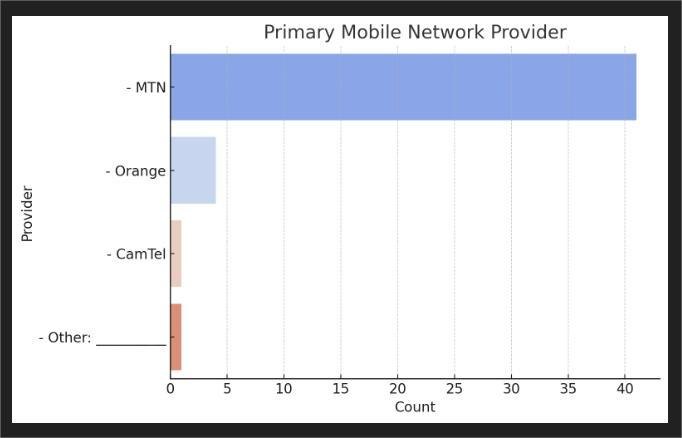 Primary Mobile Network Provider
- MTN
- Orange
- CamTel
- Other: __________
Provider
0 5 10 15 20 25 30 35 40
Count